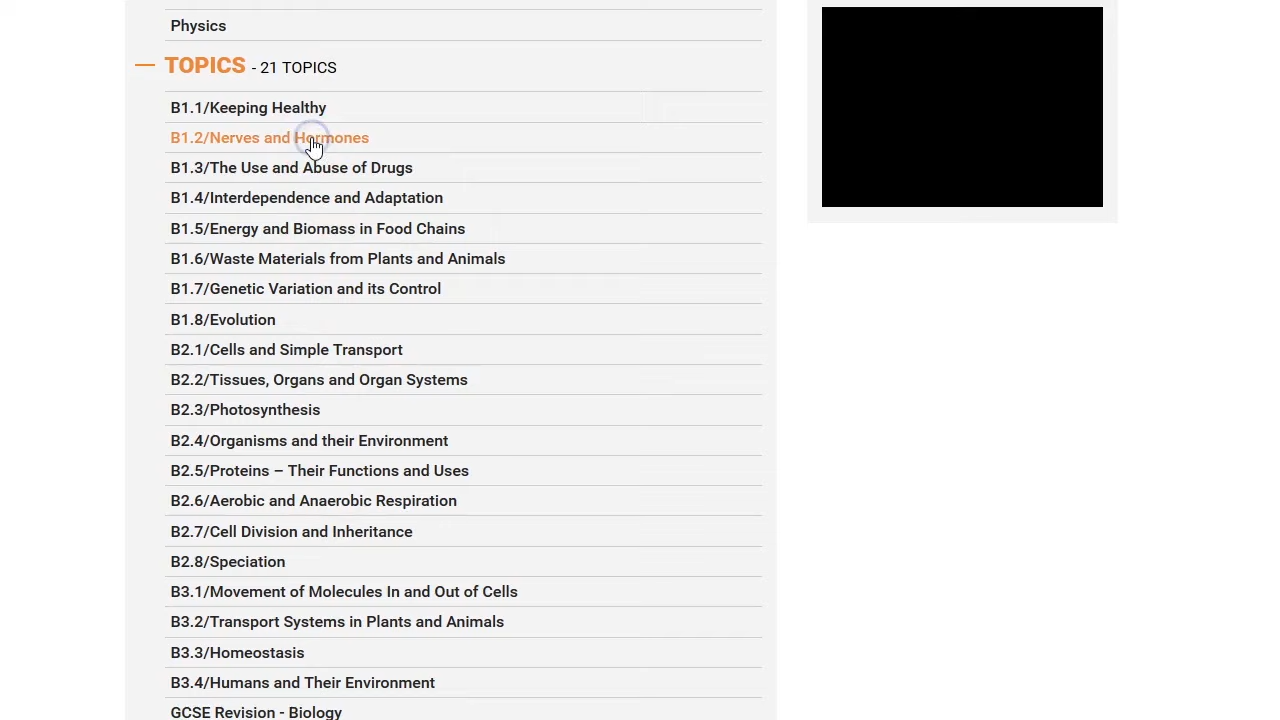 Physics
TOPICS - 21 TOPICS
B1.1/Keeping Healthy
B1.2/Nerves and Hormones
B1.3/The Use and Abuse of Drugs
B1.4/Interdependence and Adaptation
B1.5/Energy and Biomass in Food Chains
B1.6/Waste Materials from Plants and Animals
B1.7/Genetic Variation and its Control
B1.8/Evolution
B2.1/Cells and Simple Transport
B2.2/Tissues, Organs and Organ Systems
B2.3/Photosynthesis
B2.4/Organisms and their Environment
B2.5/Proteins – Their Functions and Uses
B2.6/Aerobic and Anaerobic Respiration
B2.7/Cell Division and Inheritance
B2.8/Speciation
B3.1/Movement of Molecules In and Out of Cells
B3.2/Transport Systems in Plants and Animals
B3.3/Homeostasis
B3.4/Humans and Their Environment
GCSE Revision - Biology